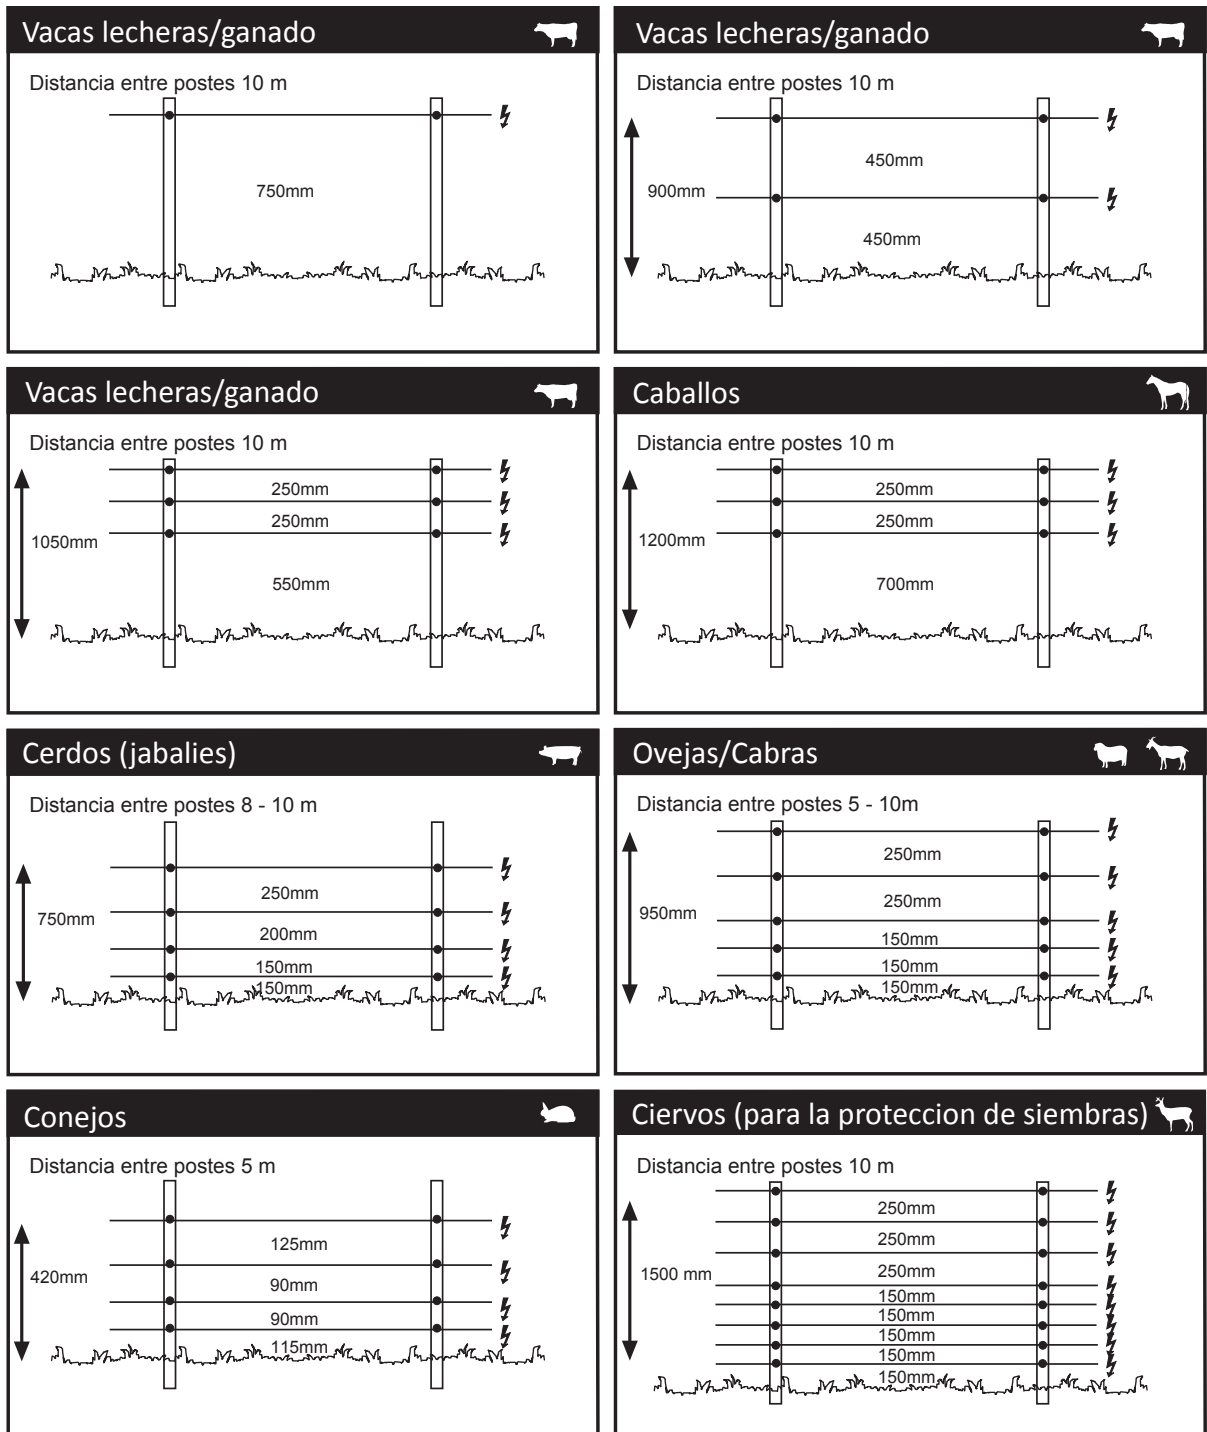 Vacas lecheras/ganado
Distancia entre postes 10 m
750mm
Vacas lecheras/ganado
Distancia entre postes 10 m
450mm
900mm
450mm
Vacas lecheras/ganado
Distancia entre postes 10 m
250mm
250mm
1050mm
550mm
Caballos
Distancia entre postes 10 m
250mm
250mm
1200mm
700mm
Cerdos (jabalies)
Distancia entre postes 8 - 10 m
250mm
750mm
200mm
150mm
150mm
Ovejas/Cabras
Distancia entre postes 5 - 10m
250mm
250mm
950mm
150mm
150mm
150mm
Conejos
Distancia entre postes 5 m
125mm
420mm
90mm
90mm
115mm
Ciervos (para la proteccion de siembras)
Distancia entre postes 10 m
250mm
250mm
250mm
1500 mm
150mm
150mm
150mm
150mm
150mm